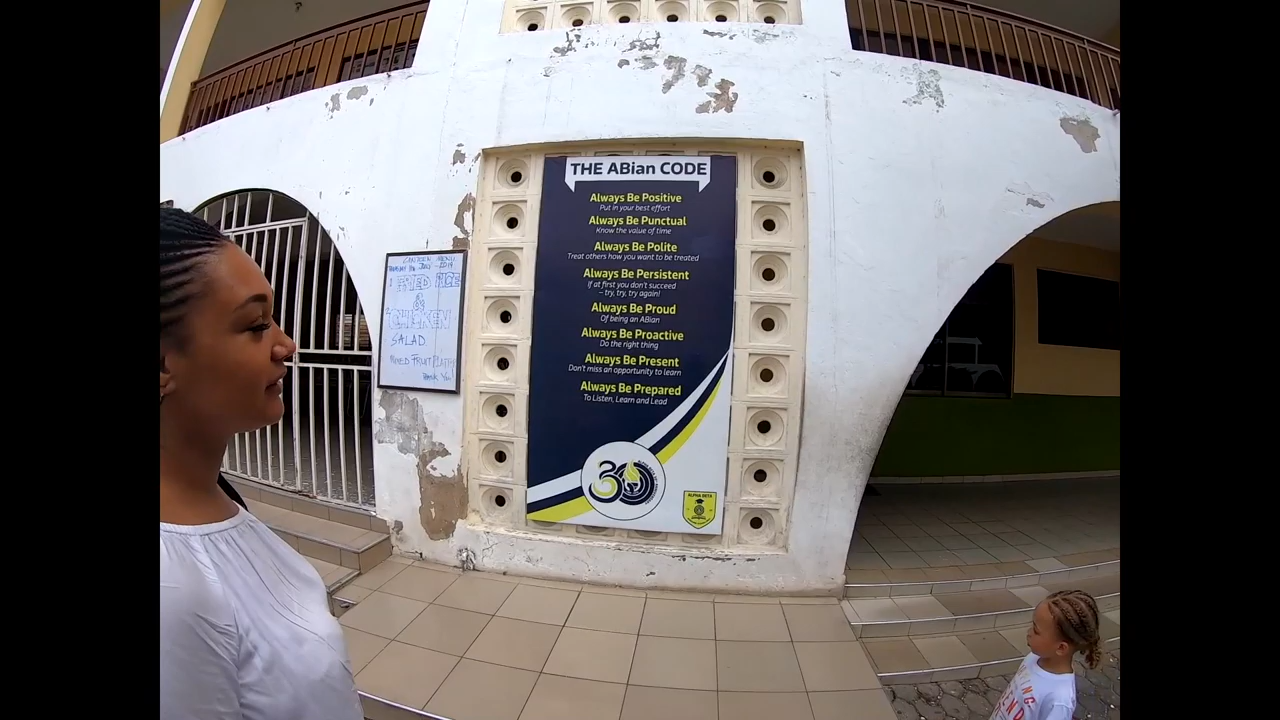 THE ABian CODE
Always Be Positive
Put in your best effort
Always Be Punctual
Know the value of time
Always Be Polite
Treat others how you want to be treated
Always Be Persistent
If at first you don't succeed
– try, try, try again!
Always Be Proud
Of being an ABian
Always Be Proactive
Do the right thing
Always Be Present
Don't miss an opportunity to learn
Always Be Prepared
To Listen, Learn and Lead
30
ALPHA BETA
CANTEEN MENU
2019
1 FRIED RICE
&
CHICKEN
SALAD
MIXED FRUIT
THANK YOU